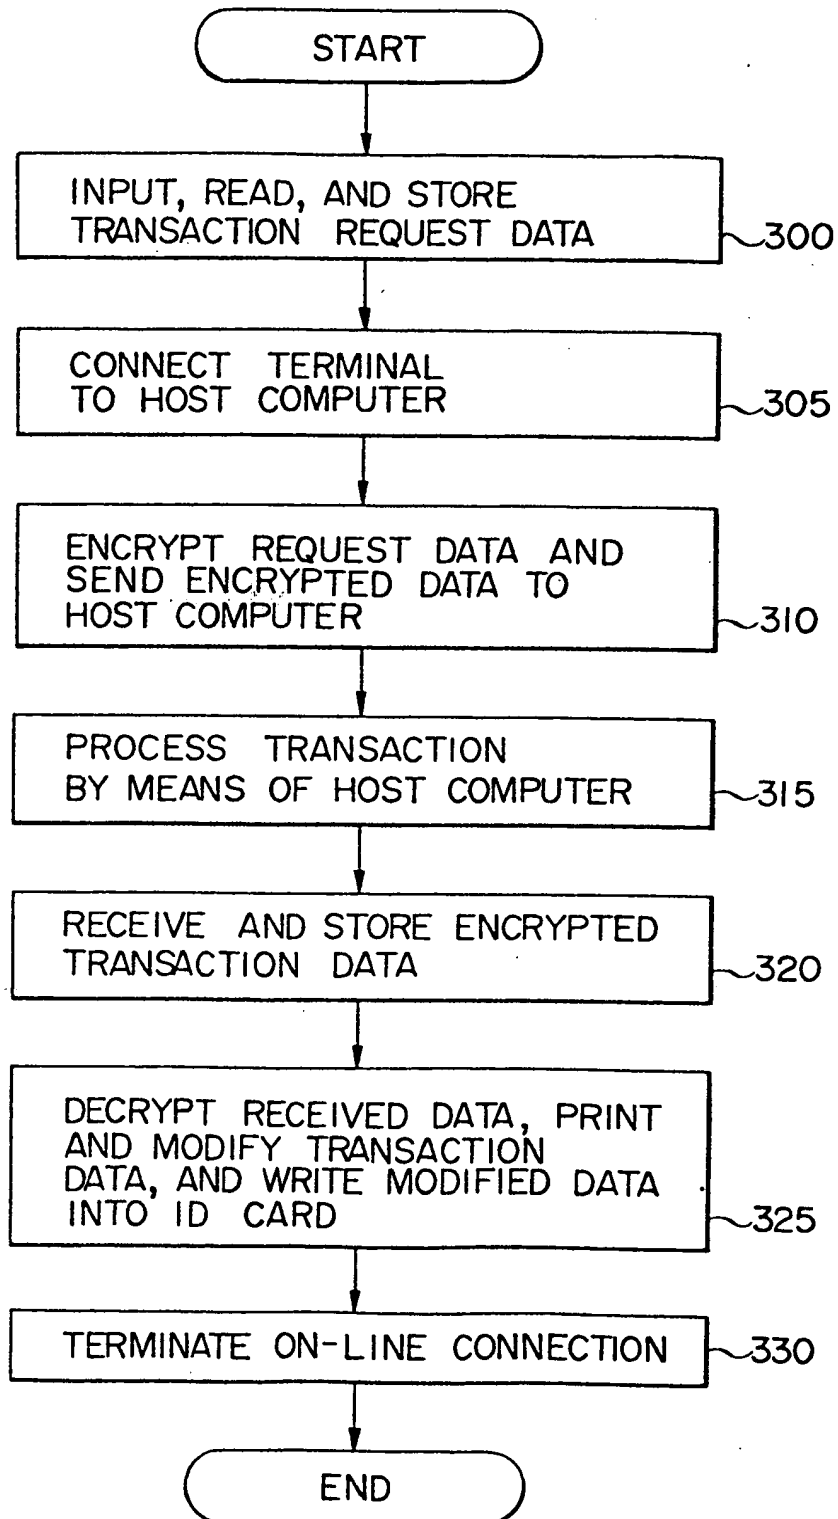 START
INPUT, READ, AND STORE
TRANSACTION REQUEST DATA
300
CONNECT TERMINAL
TO HOST COMPUTER
305
ENCRYPT REQUEST DATA AND
SEND ENCRYPTED DATA TO
HOST COMPUTER
310
PROCESS TRANSACTION
BY MEANS OF HOST COMPUTER
315
RECEIVE AND STORE ENCRYPTED
TRANSACTION DATA
320
DECRYPT RECEIVED DATA, PRINT
AND MODIFY TRANSACTION
DATA, AND WRITE MODIFIED DATA
INTO ID CARD
325
TERMINATE ON-LINE CONNECTION
330
END